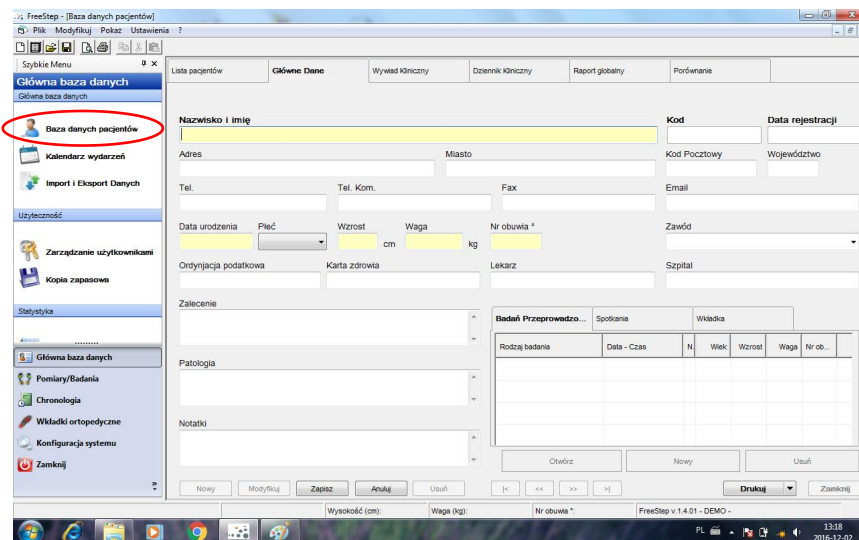 FreeStep - [Baza danych pacjentów]
Plik Modyfikuj Pokaz Ustawienia ?
Szybkie Menu
Główna baza danych
Główna baza danych
Baza danych pacjentów
Kalendarz wydarzeń
Import i Eksport Danych
Użyteczność
Zarządzanie użytkownikami
Kopia zapasowa
Statystyka
Główna baza danych
Pomiary/Badania
Chronologia
Wkładki ortopedyczne
Konfiguracja systemu
Zamknij
Lista pacjentów Główne Dane Wywiad Kliniczny Dziennik Kliniczny Raport globalny Porównanie
Nazwisko i imię Kod Data rejestracji
Adres Miasto Kod Pocztowy Województwo
Tel. Tel. Kom. Fax Email
Data urodzenia Płeć Wzrost Waga Nr obuwia * Zawód
cm kg
Ordynjacja podatkowa Karta zdrowia Lekarz Szpital
Zalecenie
Patologia
Notatki
Badań Przeprowadzo... Spotkania Wkładka
Rodzaj badania Data - Czas N. Wiek Wzrost Waga Nr ob...
Otwórz Nowy Usuń
Nowy Modyfikuj Zapisz Anuluj Usuń |< << >> >| Drukuj Zamknij
Wysokość (cm): Waga (kg): Nr obuwia *: FreeStep v.1.4.01 - DEMO -
PL 13:18
2016-12-02